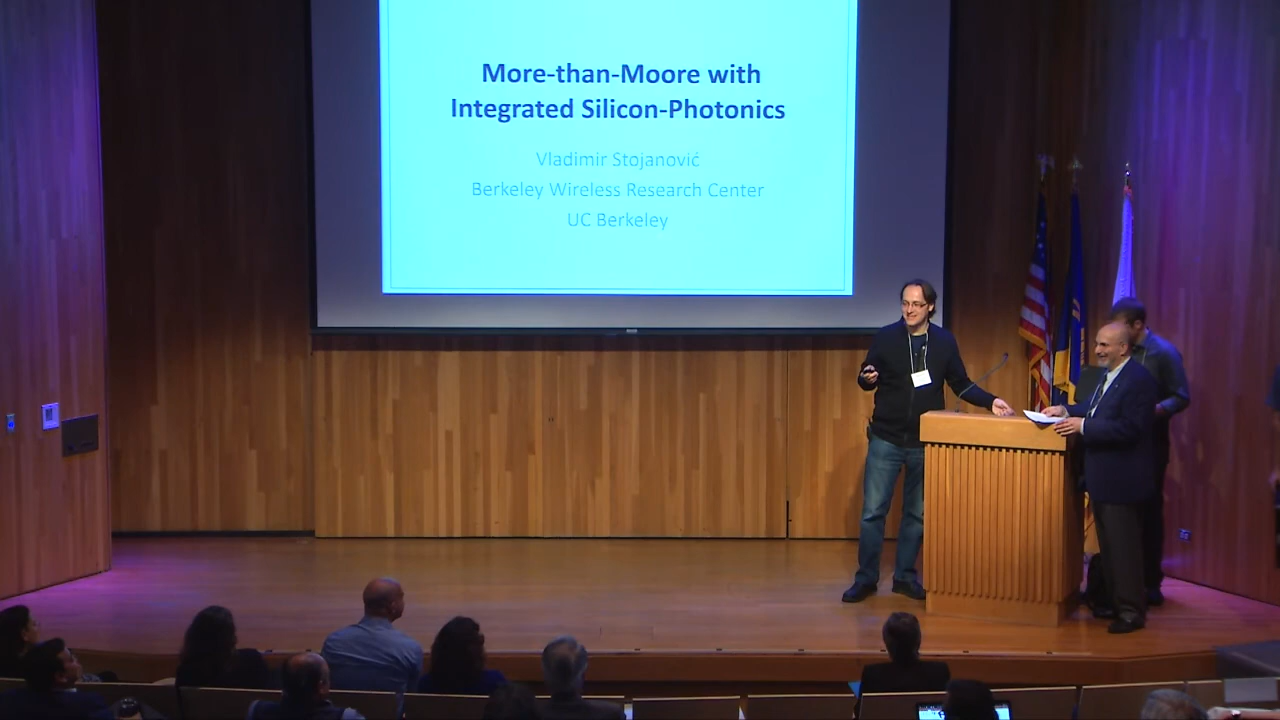 More-than-Moore with
Integrated Silicon-Photonics
Vladimir Stojanović
Berkeley Wireless Research Center
UC Berkeley